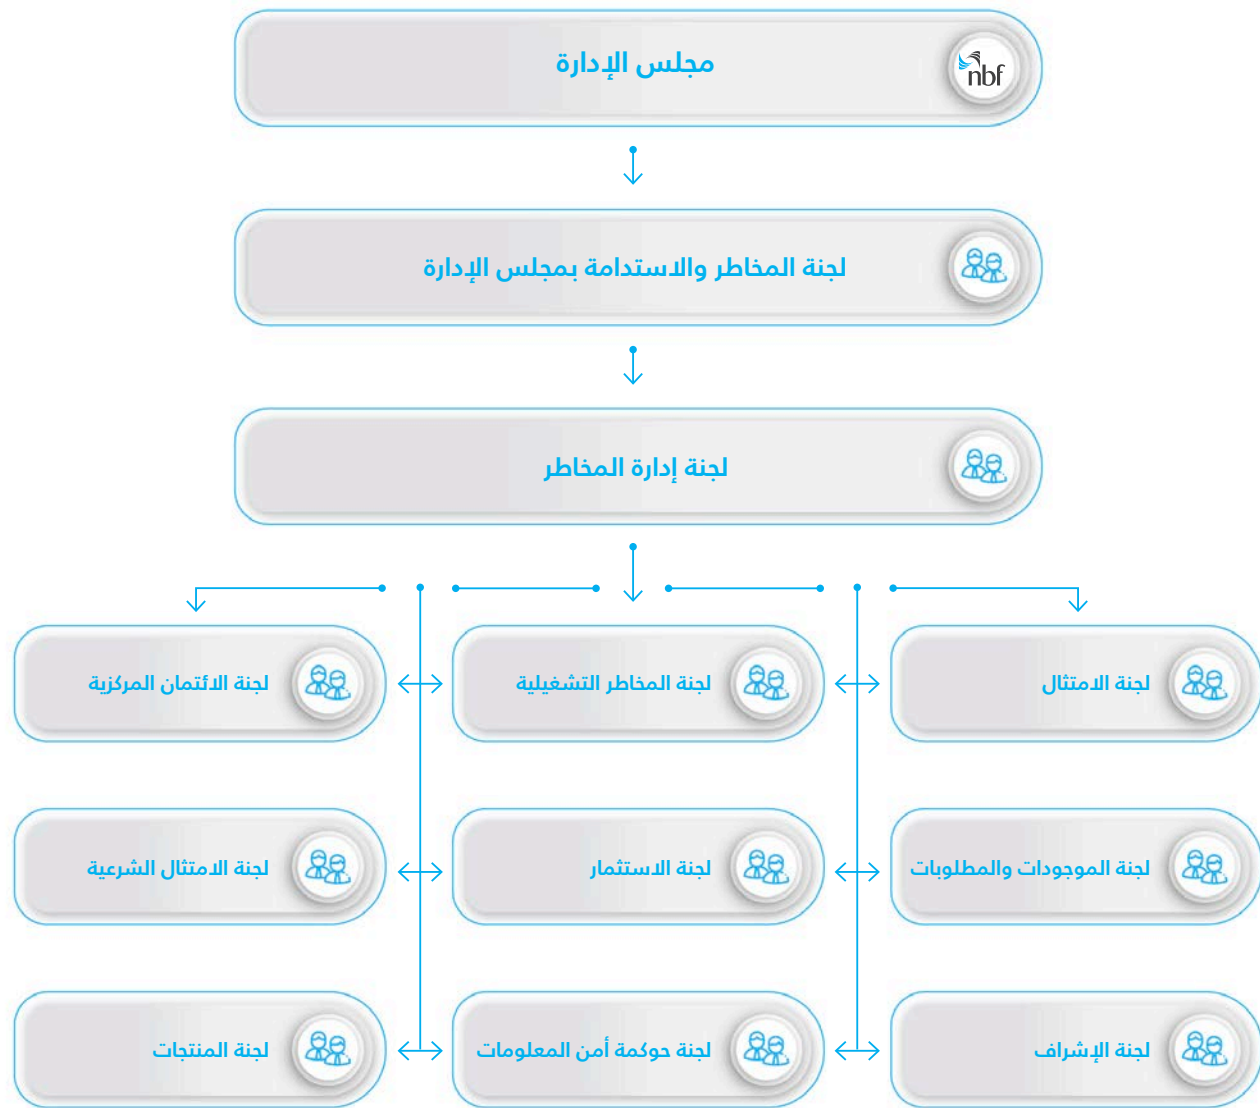 مجلس الإدارة
nbf
لجنة المخاطر والاستدامة بمجلس الإدارة
لجنة إدارة المخاطر
لجنة الامتثال
لجنة المخاطر التشغيلية
لجنة الائتمان المركزية
لجنة الموجودات والمطلوبات
لجنة الاستثمار
لجنة الامتثال الشرعية
لجنة الإشراف
لجنة حوكمة أمن المعلومات
لجنة المنتجات